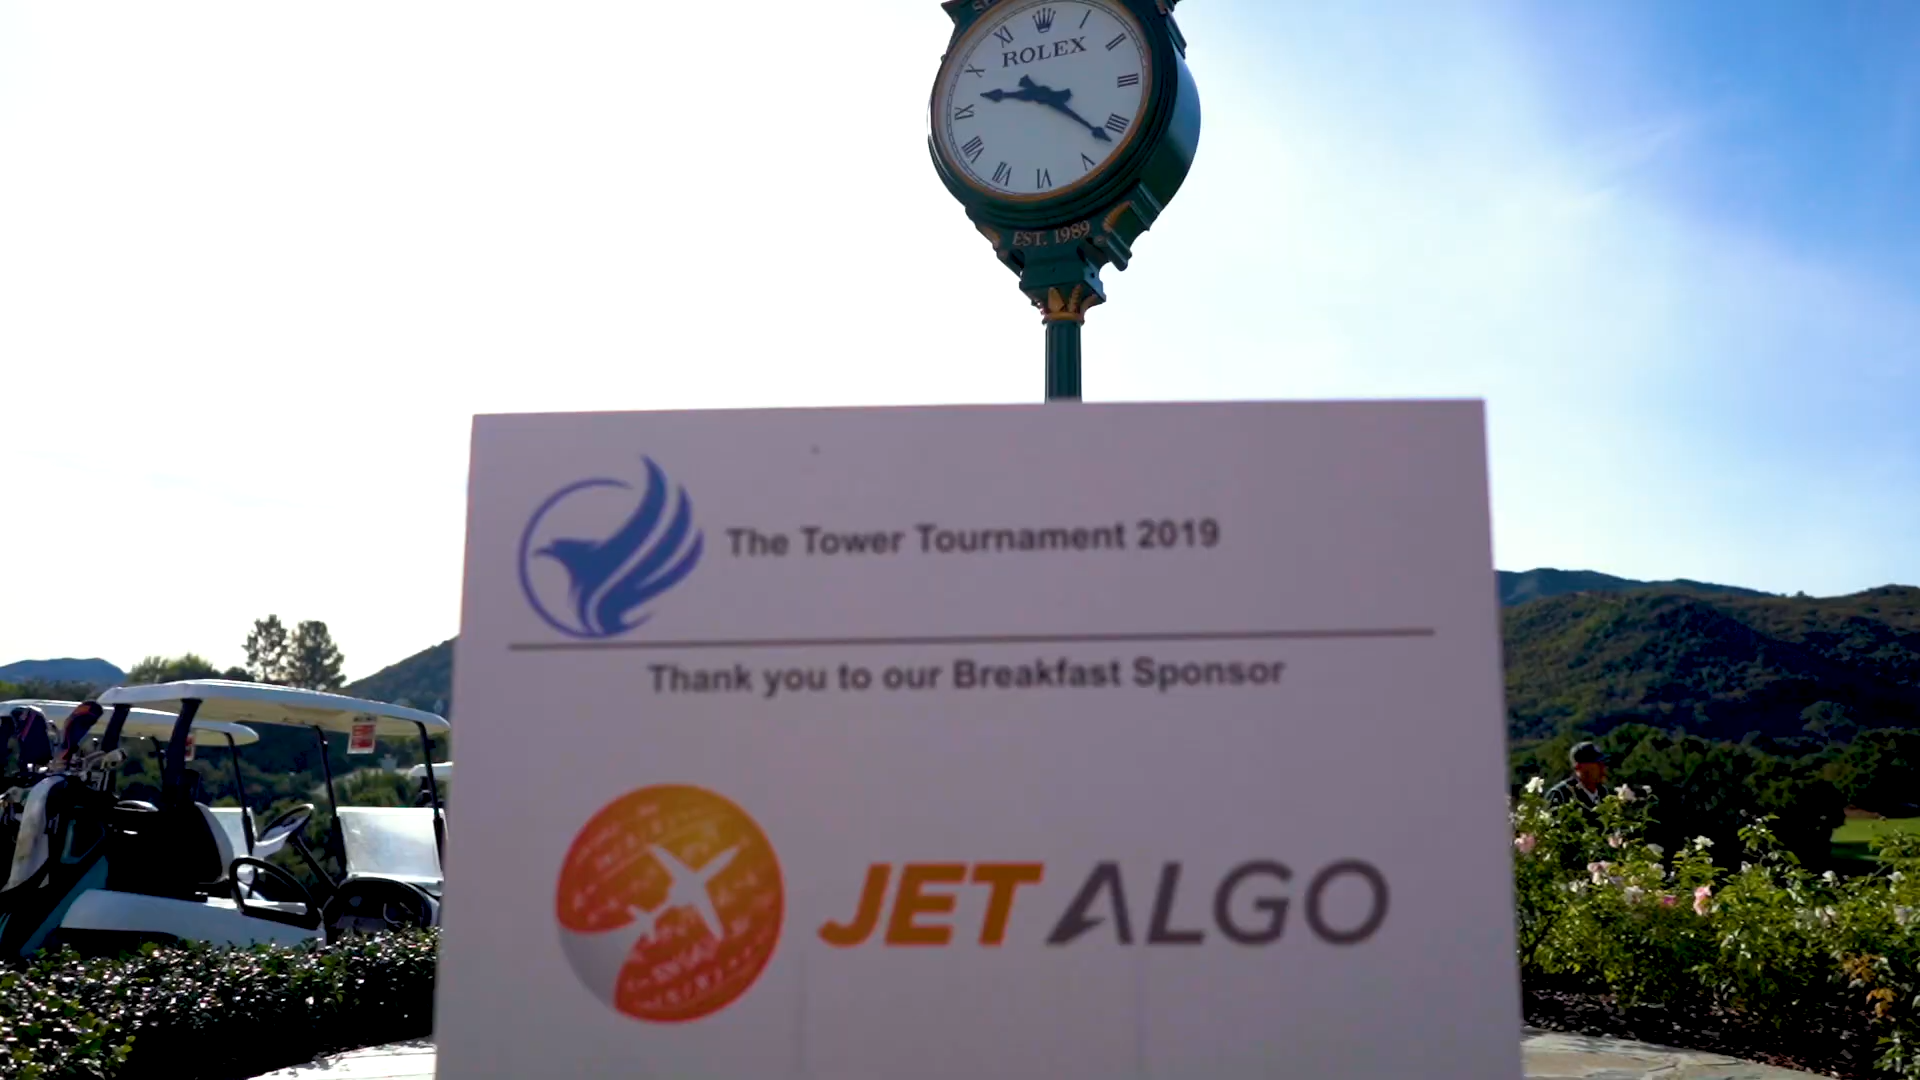 ROLEX
EST. 1989
The Tower Tournament 2019
Thank you to our Breakfast Sponsor
JET ALGO